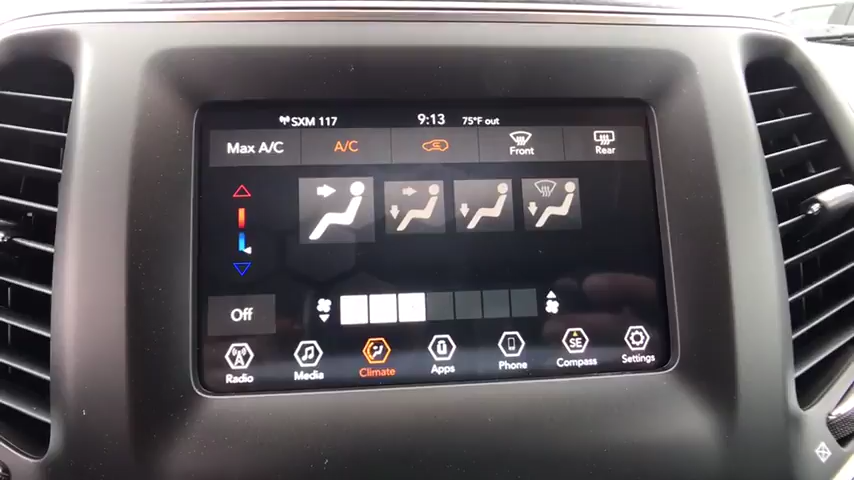 SXM 117 9:13 75°F out
Max A/C A/C Front Rear
Off
Radio Media Climate Apps Phone SE Compass Settings